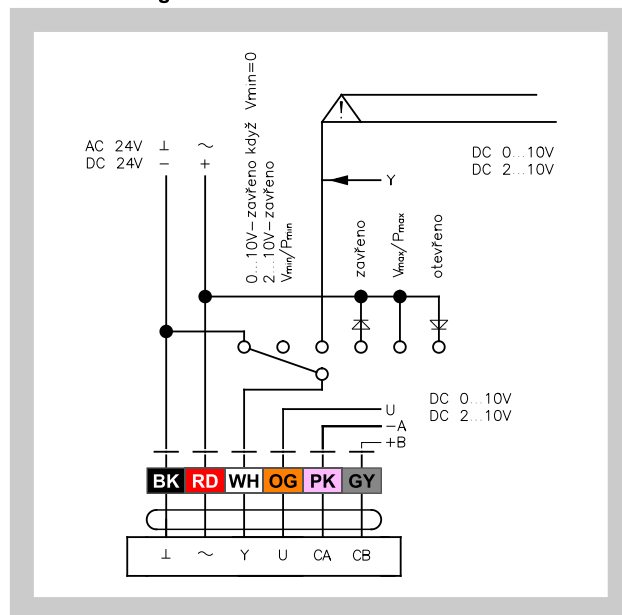 !
AC 24V ⊥ ~
DC 24V − +
0...10V– zavřeno když Vmin=0
2...10V–zavřeno
Vmin/Pmin
DC 0...10V
DC 2...10V
Y
zavřeno
Vmax/Pmax
otevřeno
U
–A
+B
DC 0...10V
DC 2...10V
BK RD WH OG PK GY
⊥ ~ Y U CA CB